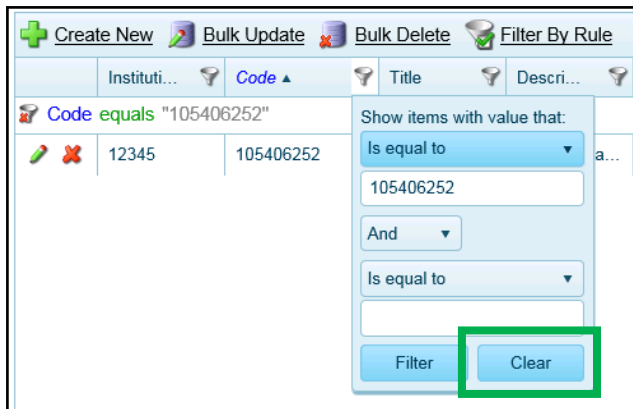 Create New Bulk Update Bulk Delete Filter By Rule
Instituti... Code ▲ Title Descri...
Code equals "105406252"
Show items with value that:
Is equal to
12345 105406252 a...
105406252
And
Is equal to
Filter Clear